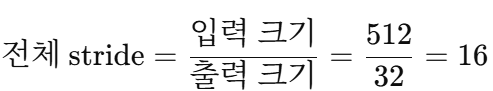 전체 stride = 입력 크기 / 출력 크기 = 512 / 32 = 16